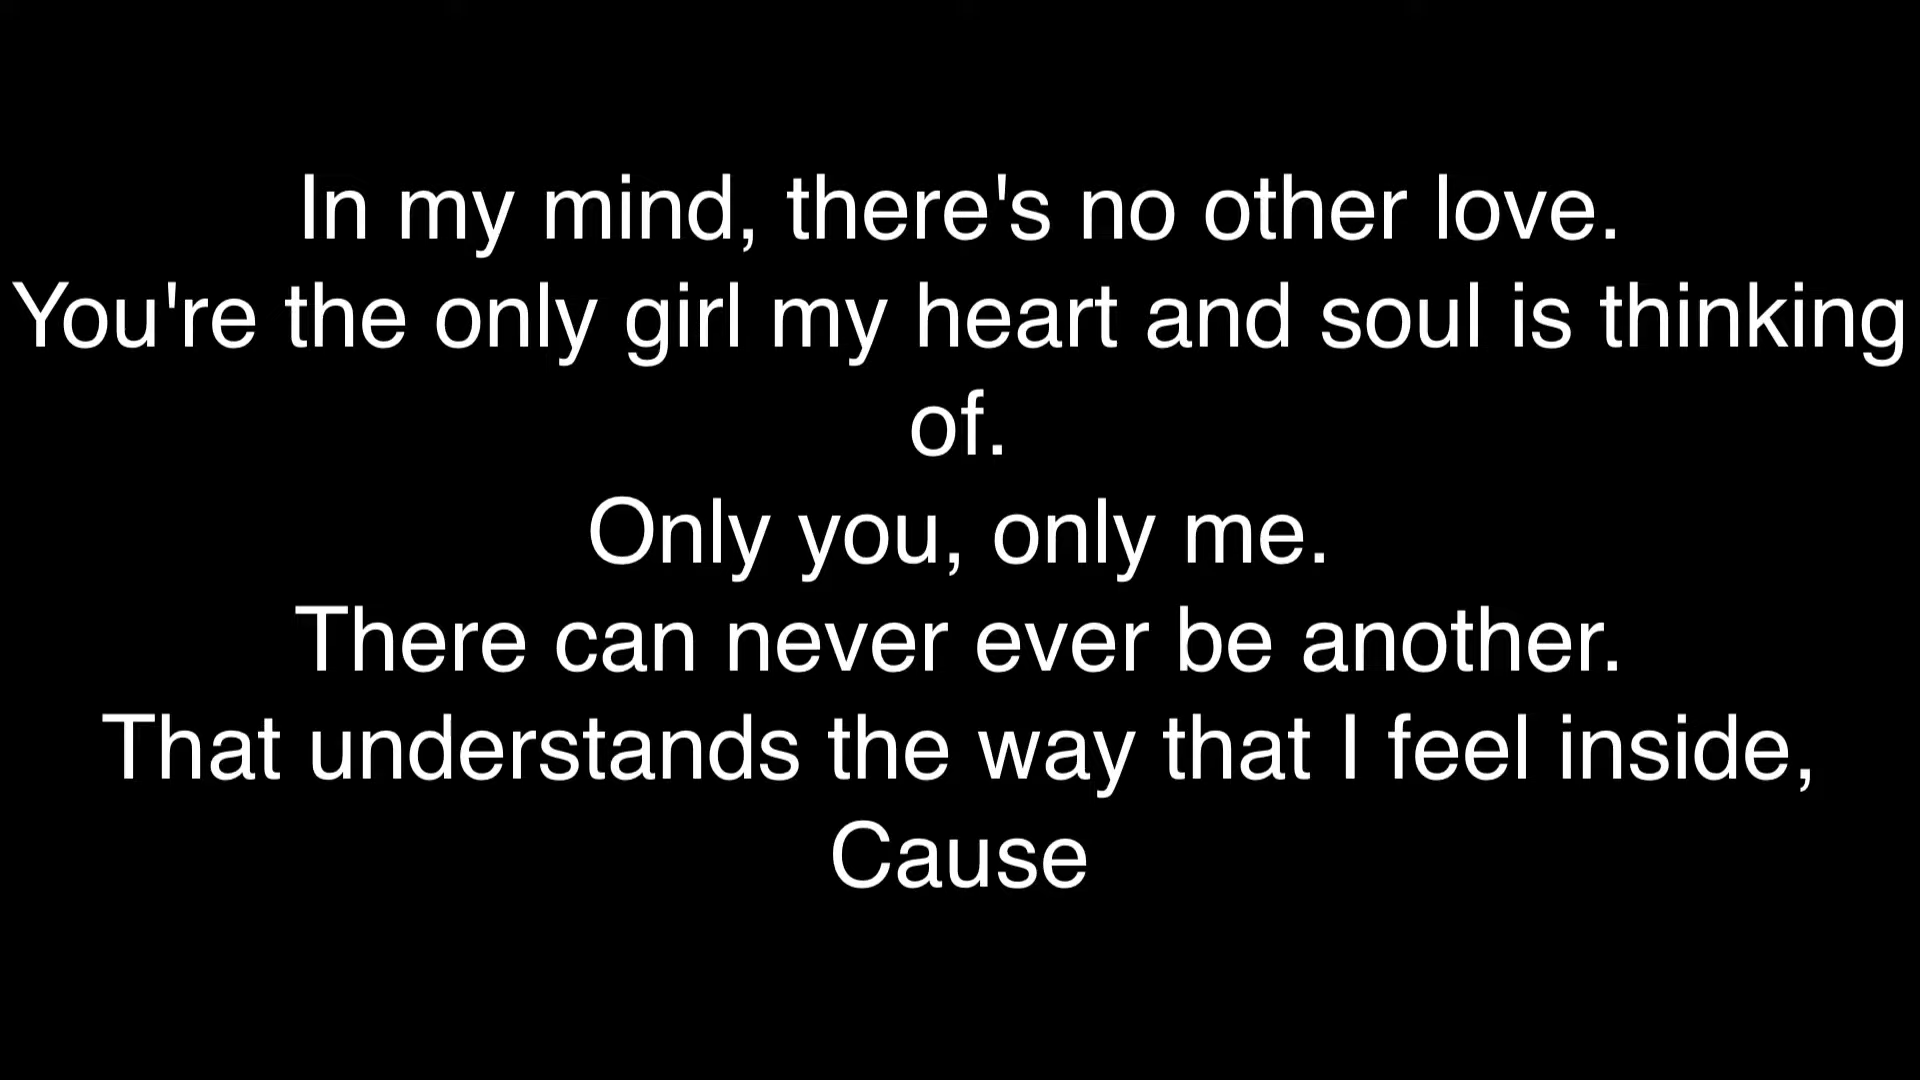 In my mind, there's no other love.
You're the only girl my heart and soul is thinking
of.
Only you, only me.
There can never ever be another.
That understands the way that I feel inside,
Cause